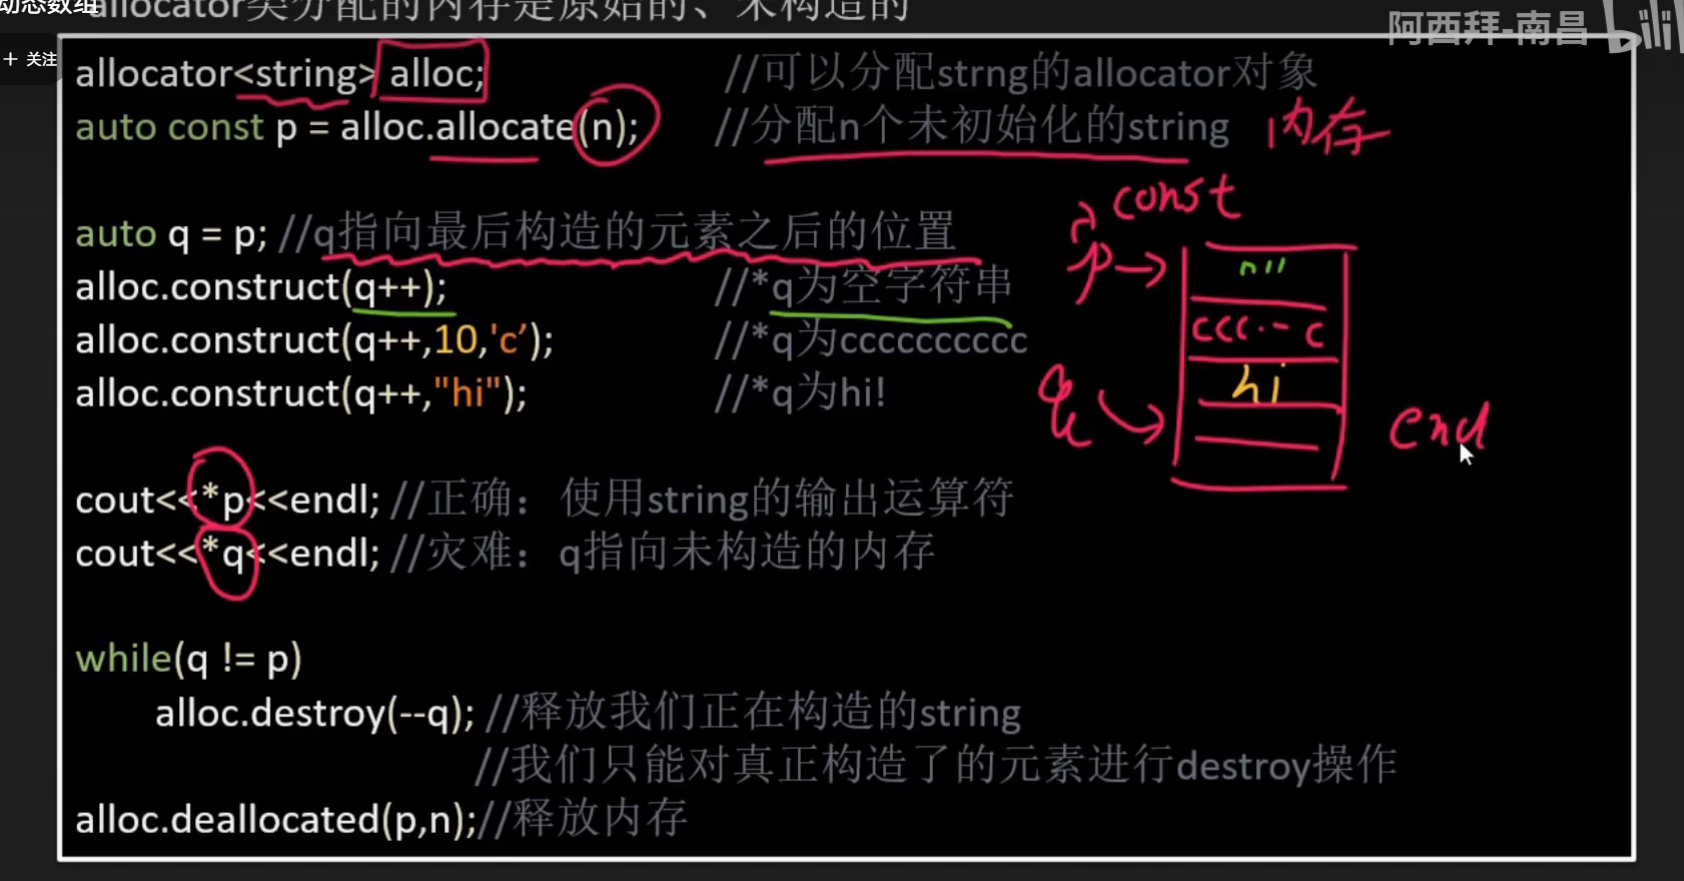 动态数组
allocator类分配的内存是原始的、未构造的
阿西拜-南昌
+ 关注
allocator<string> alloc; //可以分配strng的allocator对象
auto const p = alloc.allocate(n); //分配n个未初始化的string 内存
const
auto q = p; //q指向最后构造的元素之后的位置
p
""
alloc.construct(q++); //*q为空字符串
ccc--c
alloc.construct(q++,10,'c’); //*q为cccccccccc
q
hi
alloc.construct(q++,"hi"); //*q为hi!
end
cout<<*p<<endl; //正确：使用string的输出运算符
cout<<*q<<endl; //灾难：q指向未构造的内存
while(q != p)
alloc.destroy(--q); //释放我们正在构造的string
//我们只能对真正构造了的元素进行destroy操作
alloc.deallocated(p,n);//释放内存